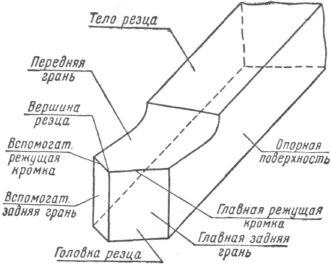 Тело резца
Передняя
грань
Вершина
резца
Вспомогат.
режущая
кромка
Вспомогат.
задняя грань
Головка резца
Опорная
поверхность
Главная режущая
кромка
Главная задняя
грань